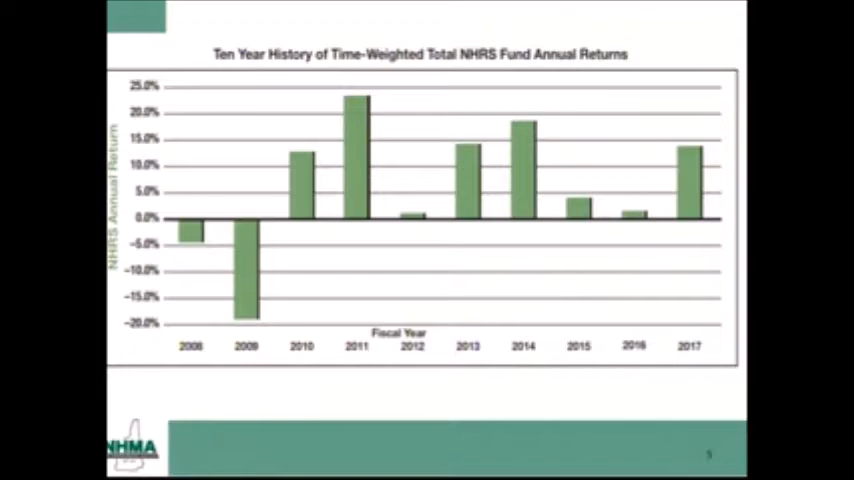 Ten Year History of Time-Weighted Total NHRS Fund Annual Returns
25.0%
20.0%
15.0%
10.0%
5.0%
0.0%
-5.0%
-10.0%
-15.0%
-20.0%
NHRS Annual Return
Fiscal Year
2008 2009 2010 2011 2012 2013 2014 2015 2016 2017
NHMA
5